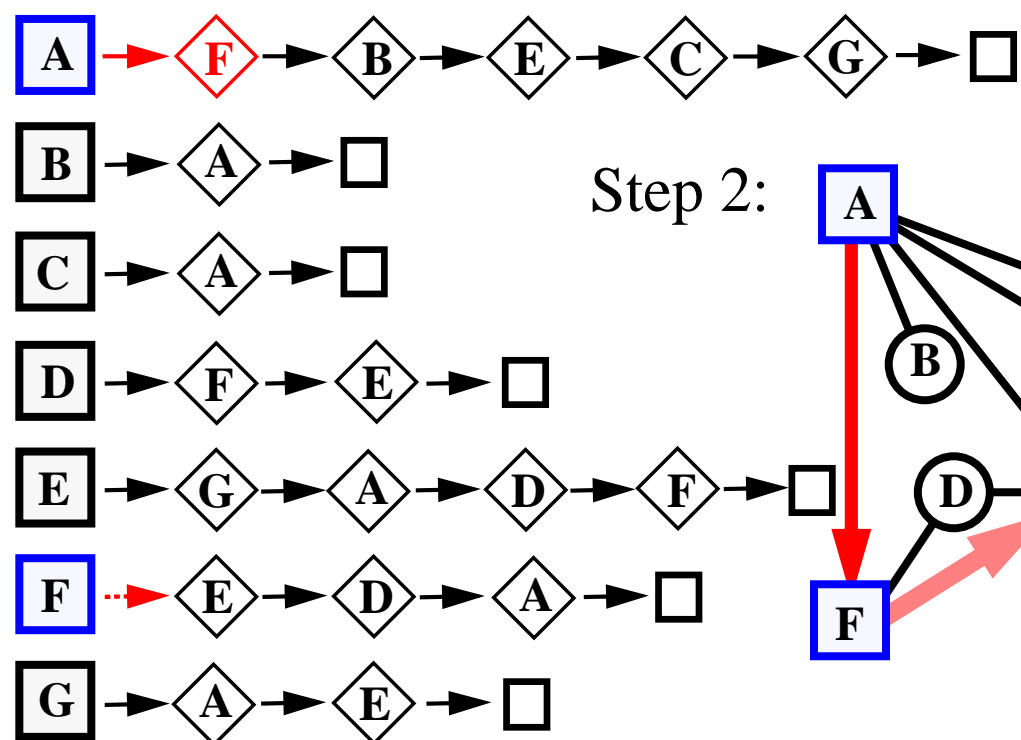 A F B E C G
B A
Step 2:
A
C A
B
D F E
E G A D F
D
F E D A
F
G A E